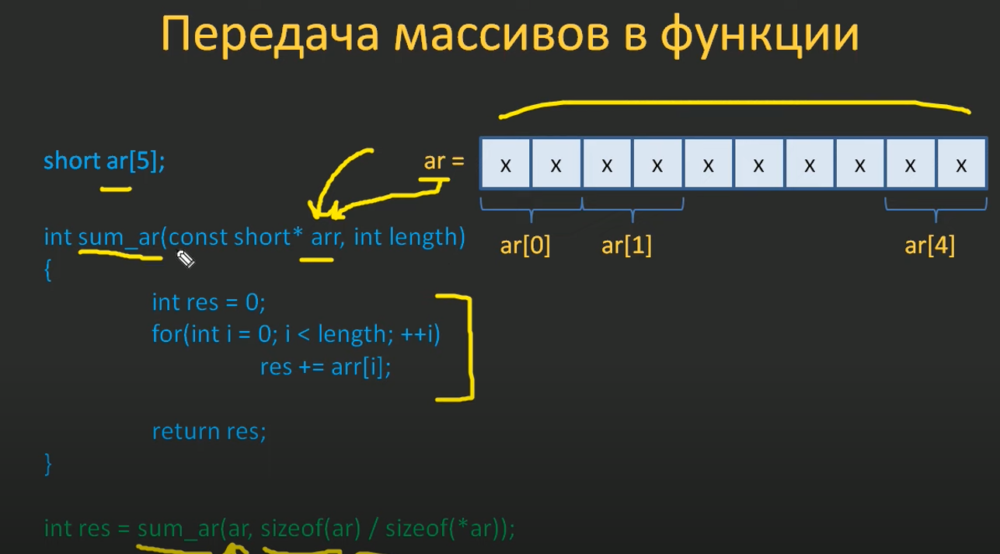 Передача массивов в функции
short ar[5];
ar =
x x x x x x x x x x
ar[0] ar[1] ar[4]
int sum_ar(const short* arr, int length)
{
int res = 0;
for(int i = 0; i < length; ++i)
res += arr[i];
return res;
}
int res = sum_ar(ar, sizeof(ar) / sizeof(*ar));